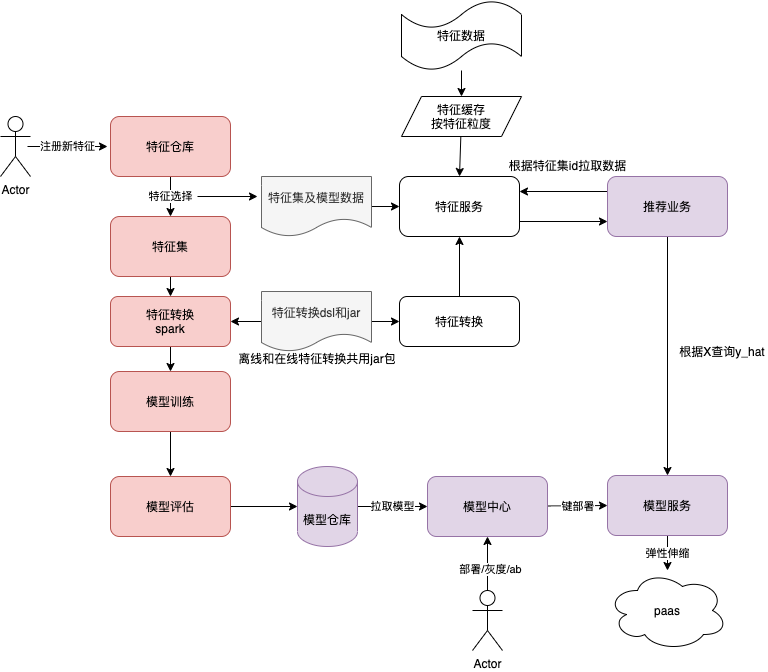 特征数据
特征缓存
按特征粒度
注册新特征
Actor
特征仓库
根据特征集id拉取数据
特征选择
特征集及模型数据
特征服务
推荐业务
特征集
特征转换
spark
特征转换dsl和jar
特征转换
离线和在线特征转换共用jar包
根据X查询y_hat
模型训练
模型评估
模型仓库
拉取模型
模型中心
键部署
模型服务
弹性伸缩
部署/灰度/ab
paas
Actor